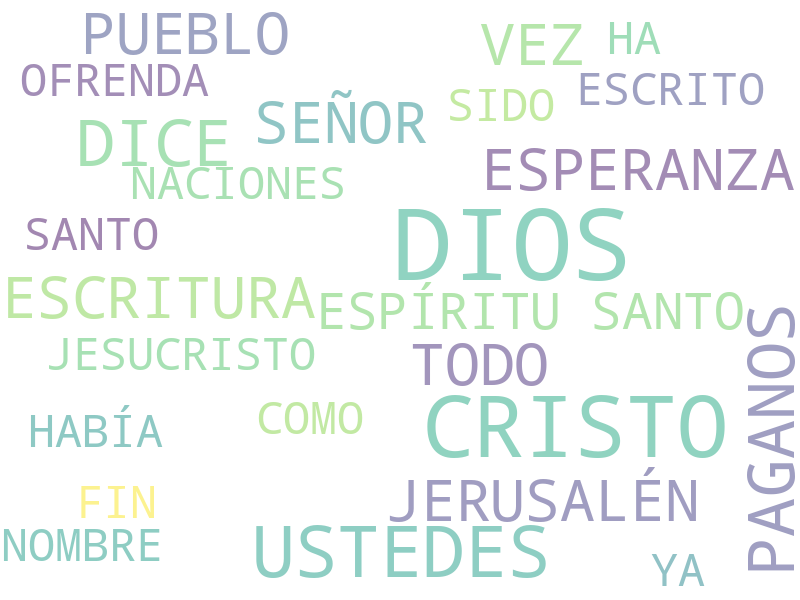 PUEBLO
VEZ
HA
OFRENDA
ESCRITO
SIDO
SEÑOR
DICE
ESPERANZA
NACIONES
SANTO
DIOS
ESCRITURA
ESPÍRITU SANTO
JESUCRISTO
TODO
PAGANOS
COMO
CRISTO
HABÍA
FIN
JERUSALÉN
NOMBRE
USTEDES
YA